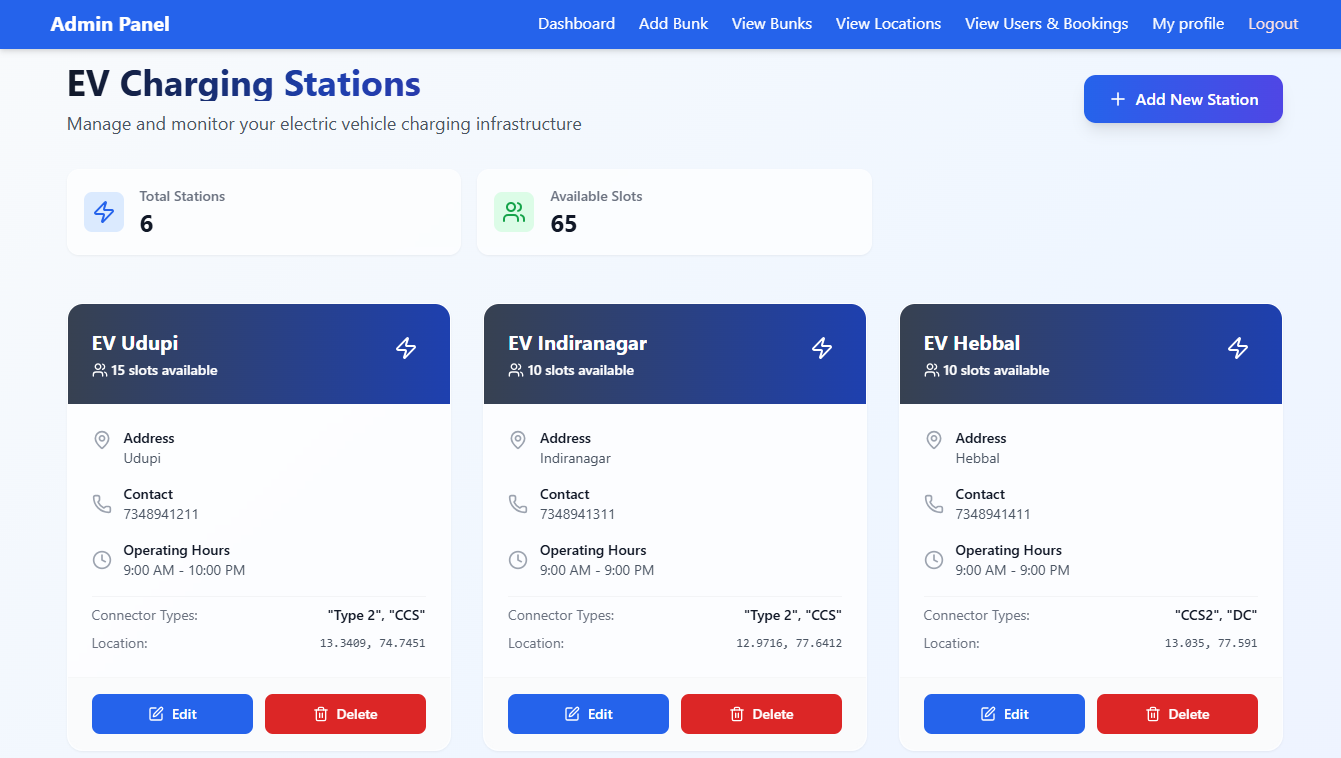 Admin Panel
Dashboard Add Bunk View Bunks View Locations View Users & Bookings My profile Logout
EV Charging Stations
Manage and monitor your electric vehicle charging infrastructure
Add New Station
Total Stations
6
Available Slots
65
EV Udupi
15 slots available
Address
Udupi
Contact
7348941211
Operating Hours
9:00 AM - 10:00 PM
Connector Types: "Type 2", "CCS"
Location: 13.3409, 74.7451
Edit Delete
EV Indiranagar
10 slots available
Address
Indiranagar
Contact
7348941311
Operating Hours
9:00 AM - 9:00 PM
Connector Types: "Type 2", "CCS"
Location: 12.9716, 77.6412
Edit Delete
EV Hebbal
10 slots available
Address
Hebbal
Contact
7348941411
Operating Hours
9:00 AM - 9:00 PM
Connector Types: "CCS2", "DC"
Location: 13.035, 77.591
Edit Delete